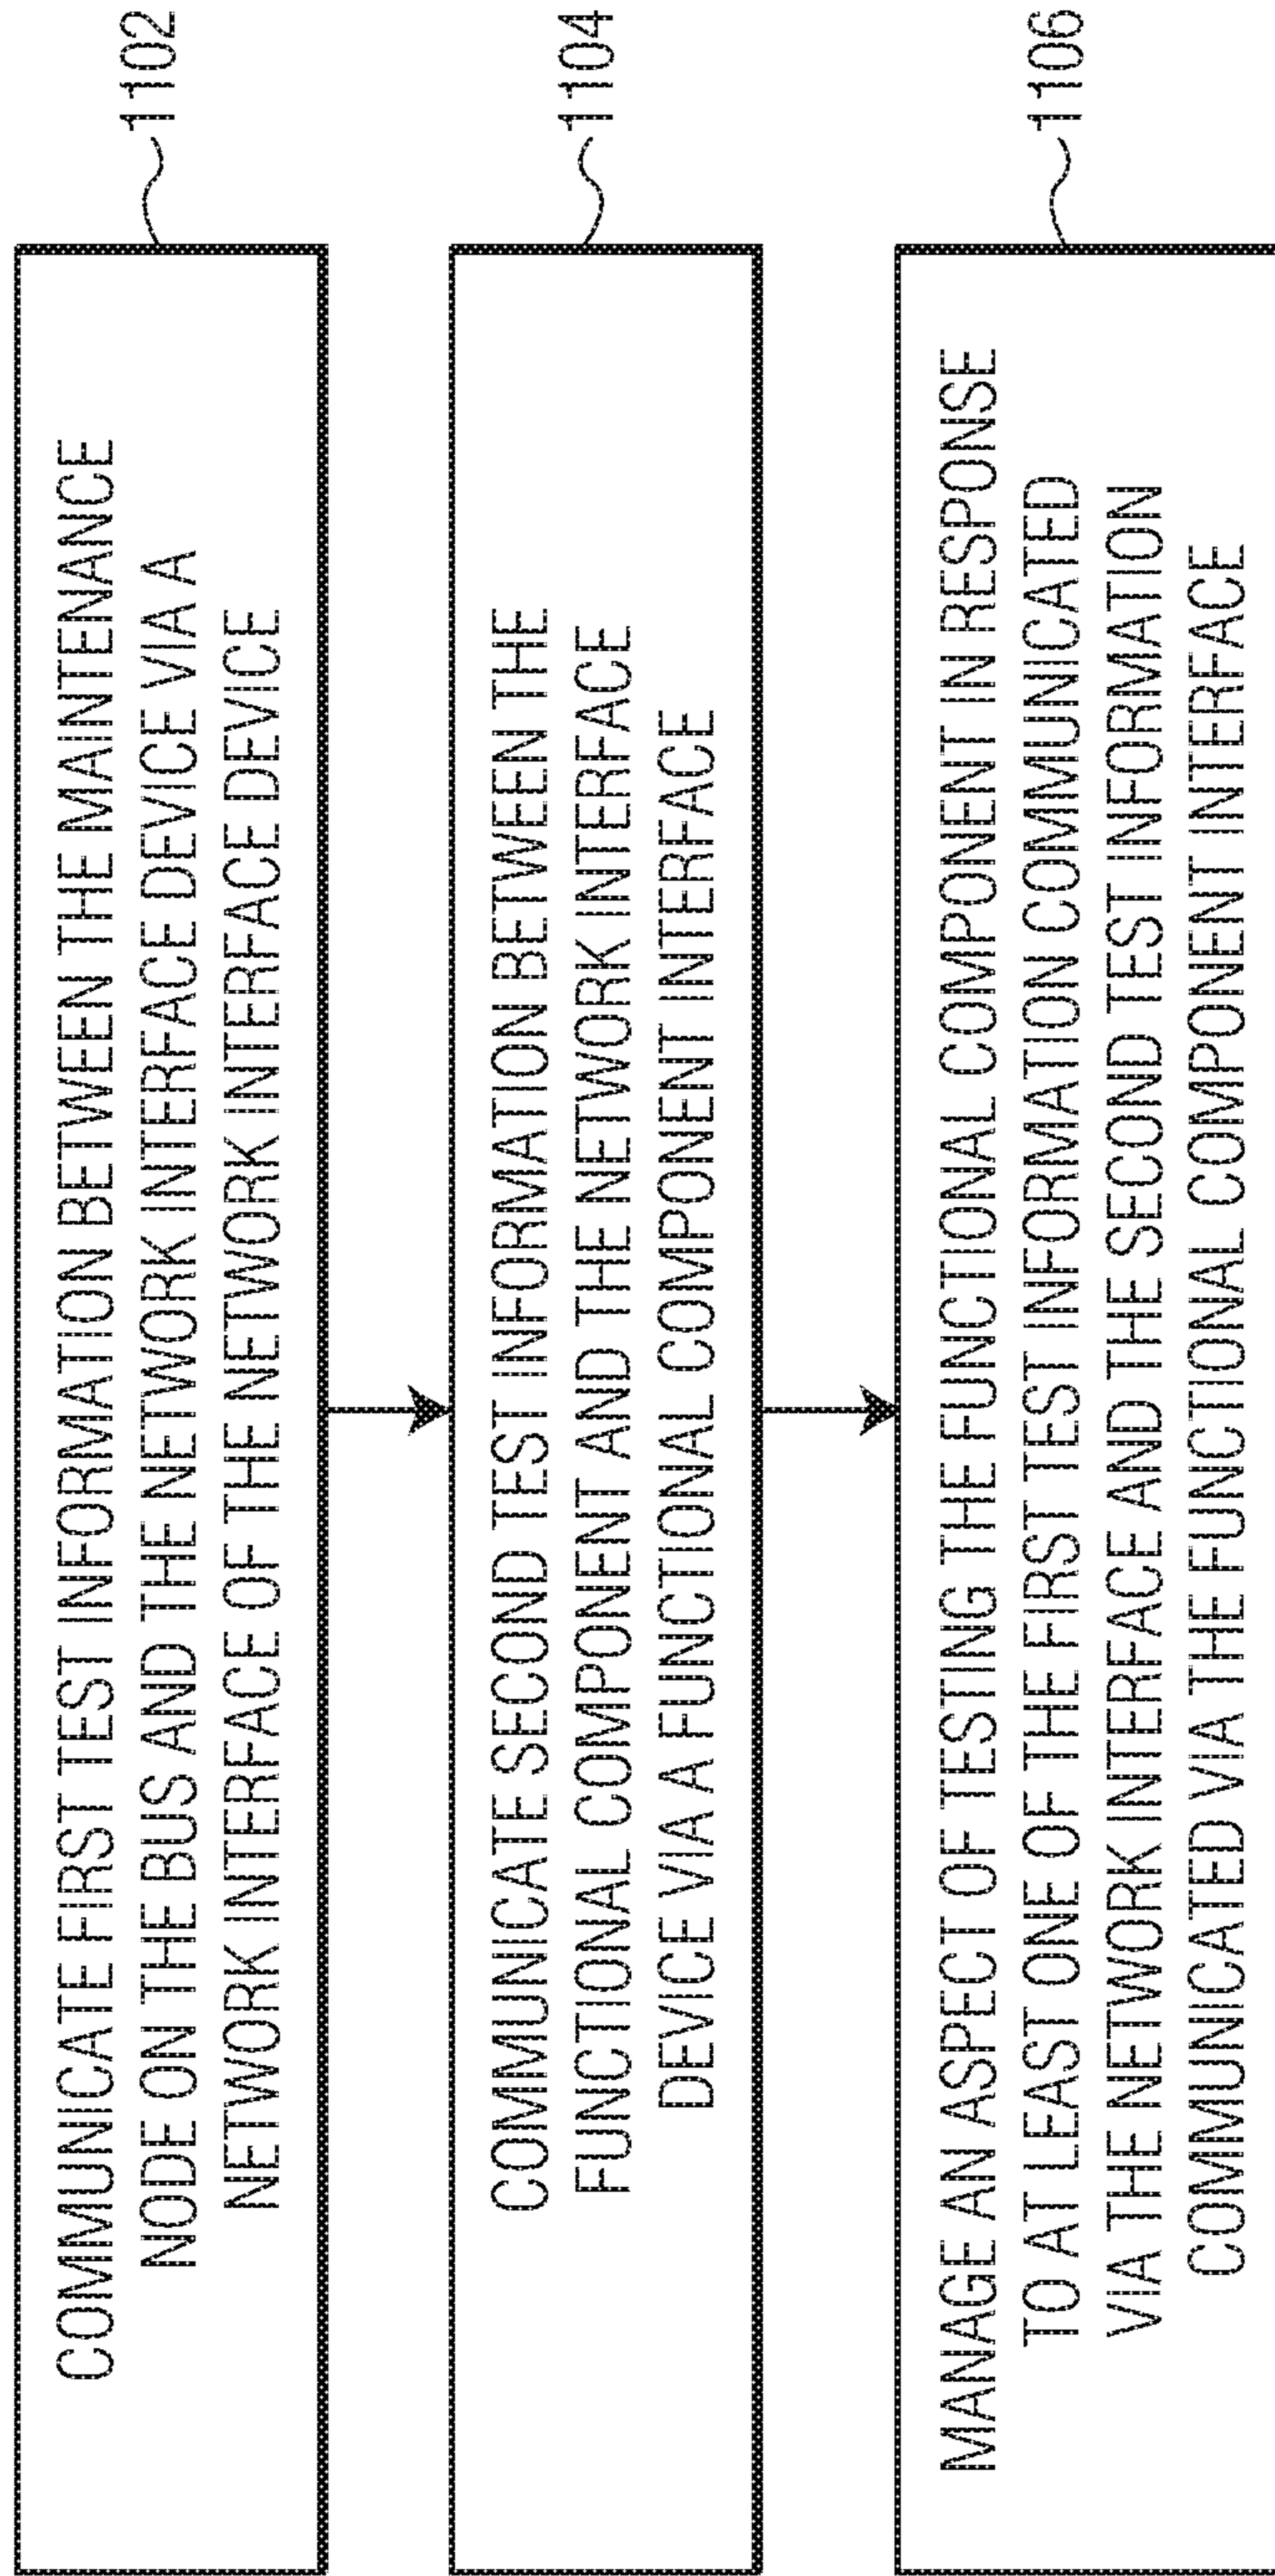 COMMUNICATE FIRST TEST INFORMATION BETWEEN THE MAINTENANCE
NODE ON THE BUS AND THE NETWORK INTERFACE DEVICE VIA A
NETWORK INTERFACE OF THE NETWORK INTERFACE DEVICE
1102
COMMUNICATE SECOND TEST INFORMATION BETWEEN THE
FUNCTIONAL COMPONENT AND THE NETWORK INTERFACE
DEVICE VIA A FUNCTIONAL COMPONENT INTERFACE
1104
MANAGE AN ASPECT OF TESTING THE FUNCTIONAL COMPONENT IN RESPONSE
TO AT LEAST ONE OF THE FIRST TEST INFORMATION COMMUNICATED
VIA THE NETWORK INTERFACE AND THE SECOND TEST INFORMATION
COMMUNICATED VIA THE FUNCTIONAL COMPONENT INTERFACE
1106